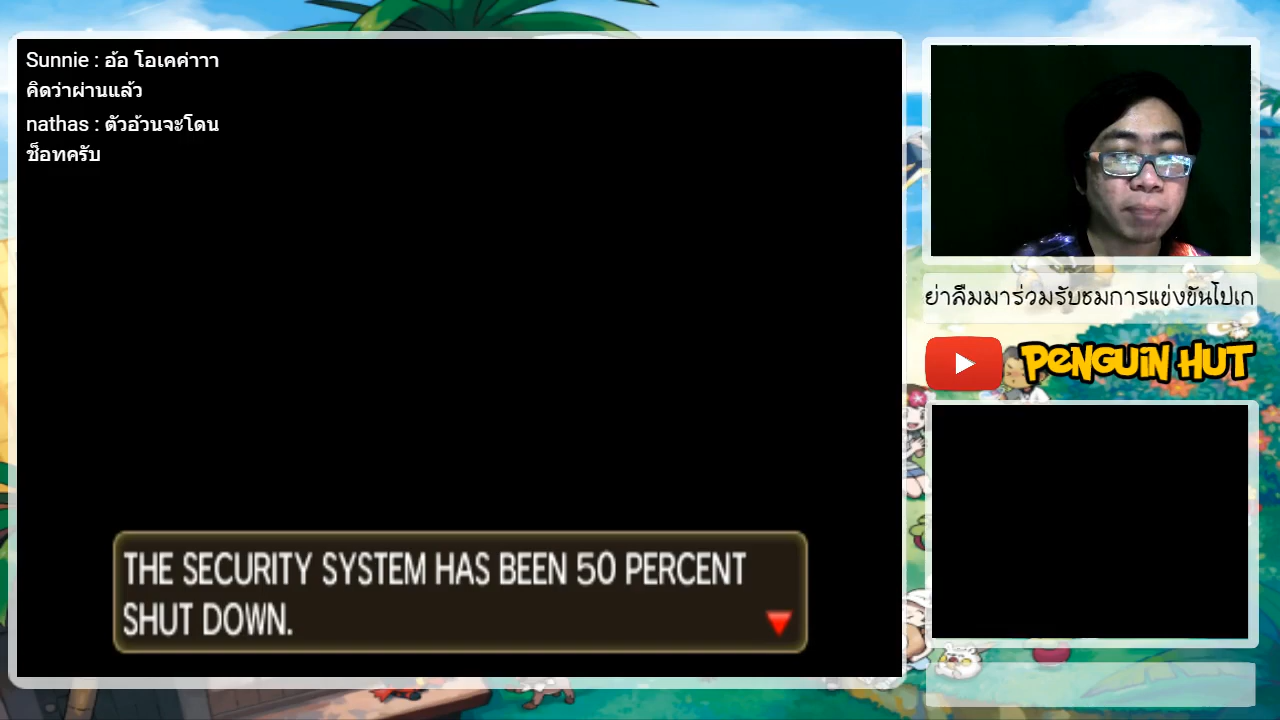 Sunnie : อ้อ โอเคค่าาา
คิดว่าผ่านแล้ว
nathas : ตัวอ้วนจะโดน
ช็อทครับ
ย่าลืมมาร่วมรับชมการแข่งขันโปเก
PENGUIN HUT
THE SECURITY SYSTEM HAS BEEN 50 PERCENT
SHUT DOWN.